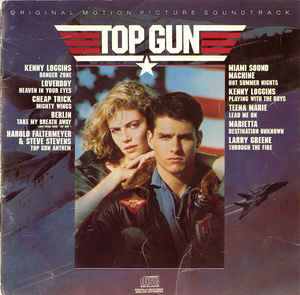 ORIGINAL MOTION PICTURE SOUNDTRACK
TOP GUN
KENNY LOGGINS
DANGER ZONE
LOVERBOY
HEAVEN IN YOUR EYES
CHEAP TRICK
MIGHTY WINGS
BERLIN
TAKE MY BREATH AWAY
HAROLD FALTERMEYER
& STEVE STEVENS
TOP GUN ANTHEM
MIAMI SOUND
MACHINE
HOT SUMMER NIGHTS
KENNY LOGGINS
PLAYING WITH THE BOYS
TEENA MARIE
LEAD ME ON
MARIETTA
DESTINATION UNKNOWN
LARRY GREENE
THROUGH THE FIRE